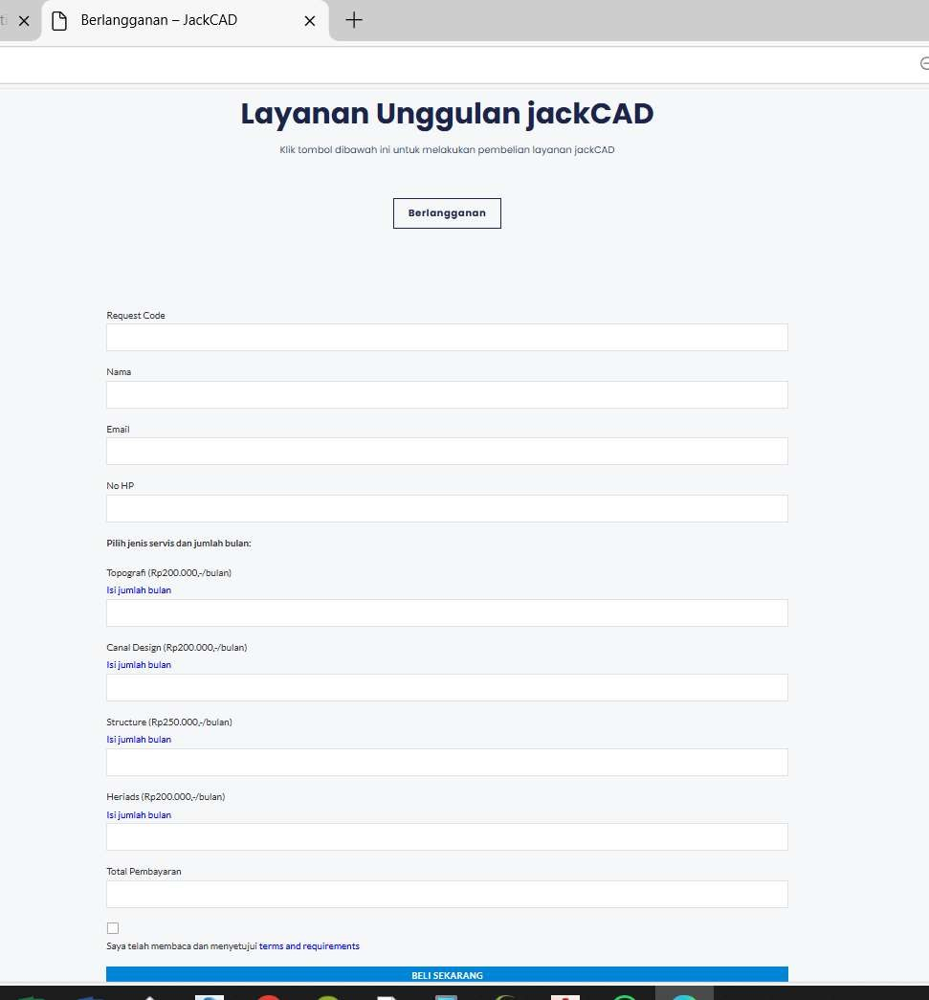 Berlangganan – JackCAD
Layanan Unggulan jackCAD
Klik tombol dibawah ini untuk melakukan pembelian layanan jackCAD
Berlangganan
Request Code
Nama
Email
No HP
Pilih jenis servis dan jumlah bulan:
Topografi (Rp200.000,-/bulan)
Isi jumlah bulan
Canal Design (Rp200.000,-/bulan)
Isi jumlah bulan
Structure (Rp250.000,-/bulan)
Isi jumlah bulan
Heriads (Rp200.000,-/bulan)
Isi jumlah bulan
Total Pembayaran
Saya telah membaca dan menyetujui terms and requirements
BELI SEKARANG